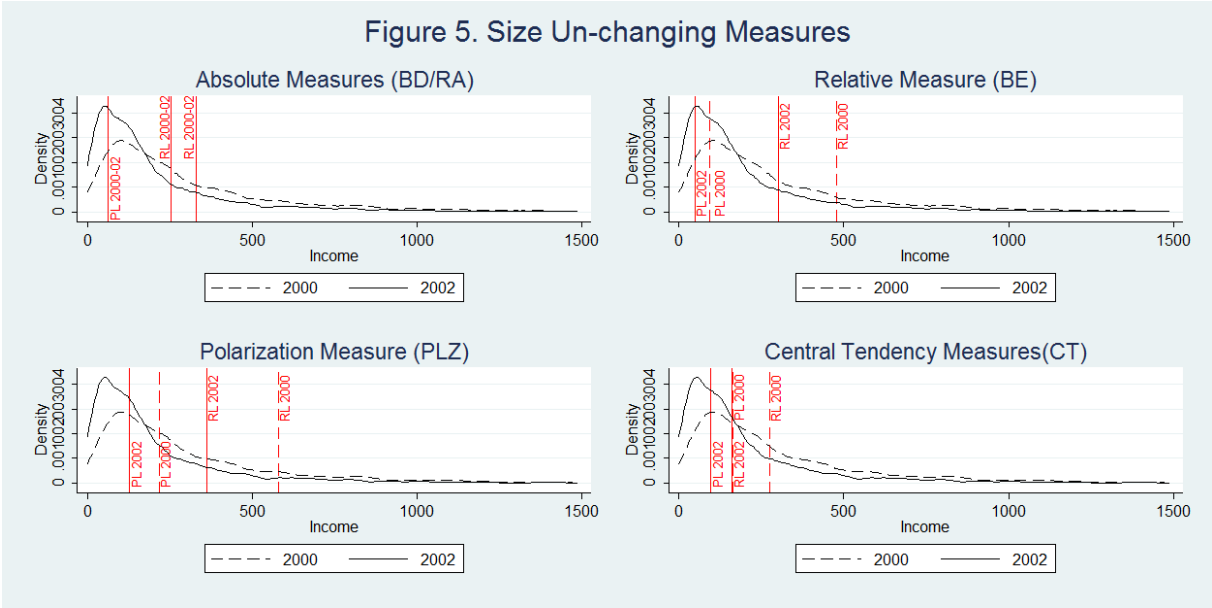 Figure 5. Size Un-changing Measures
Absolute Measures (BD/RA)
Density
0 .001002003004
PL 2000-02
RL 2000-02
RL 2000-02
0 500 1000 1500
Income
2000 2002
Relative Measure (BE)
Density
0 .001002003004
PL 2002
PL 2000
RL 2002
RL 2000
0 500 1000 1500
Income
2000 2002
Polarization Measure (PLZ)
Density
0 .001002003004
PL 2002
PL 2000
RL 2002
RL 2000
0 500 1000 1500
Income
2000 2002
Central Tendency Measures(CT)
Density
0 .001002003004
PL 2002
RL 2002
PL 2000
RL 2000
0 500 1000 1500
Income
2000 2002